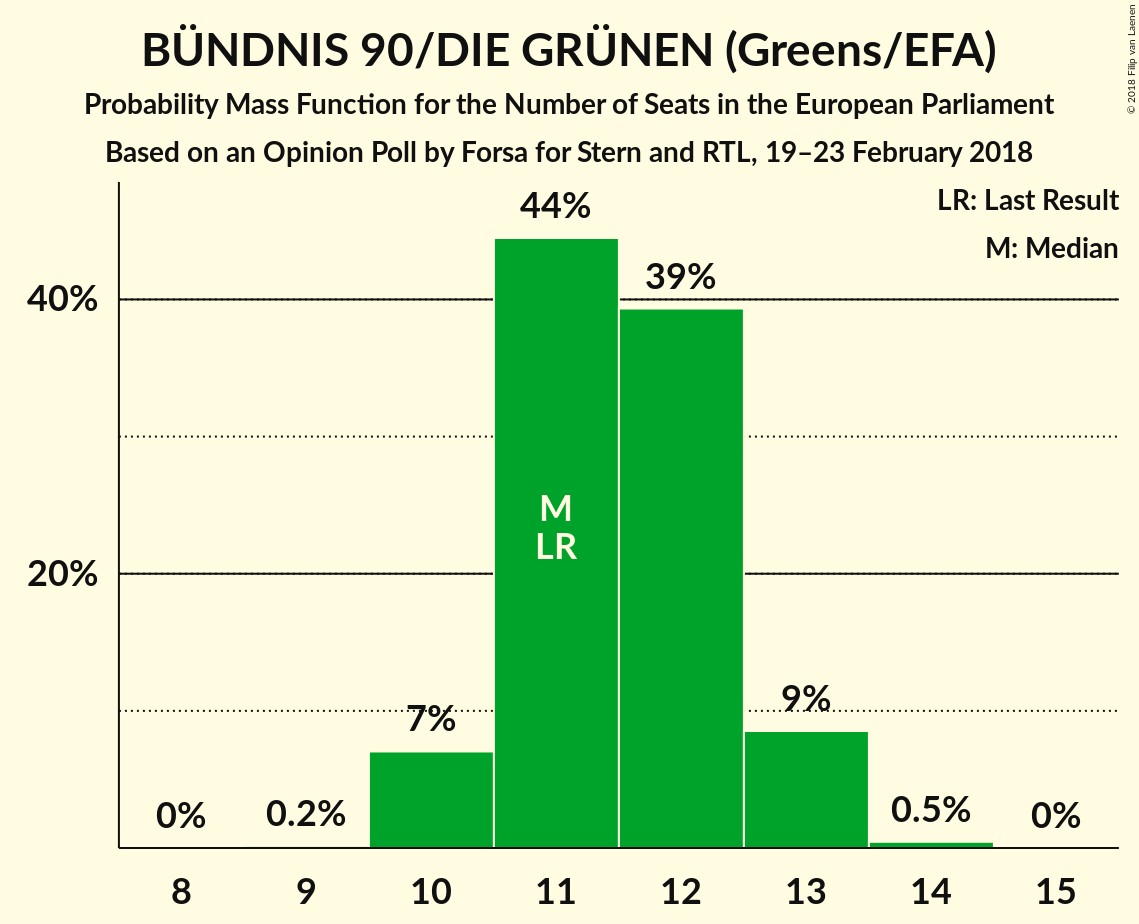 BÜNDNIS 90/DIE GRÜNEN (Greens/EFA)
Probability Mass Function for the Number of Seats in the European Parliament
Based on an Opinion Poll by Forsa for Stern and RTL, 19–23 February 2018
© 2018 Filip van Laenen
LR: Last Result
M: Median
40%
20%
0%
0.2%
7%
44%
39%
9%
0.5%
0%
M
LR
8 9 10 11 12 13 14 15